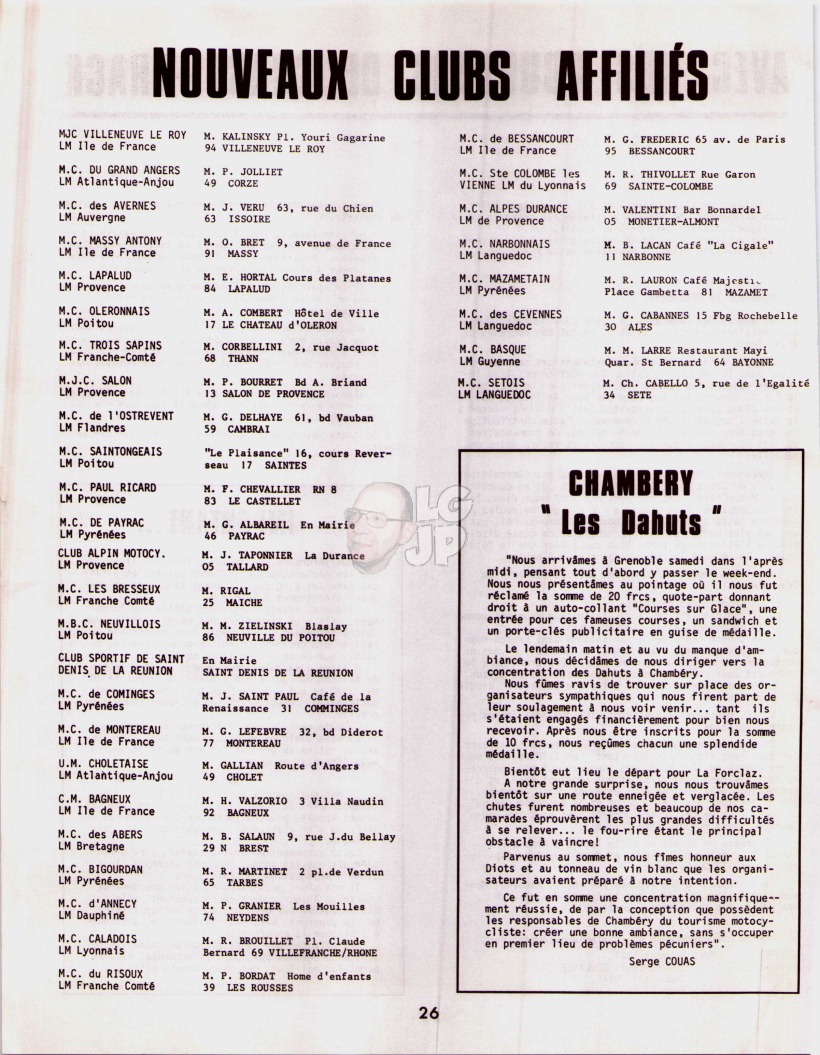 NOUVEAUX CLUBS AFFILIÉS
MJC VILLENEUVE LE ROY M. KALINSKY Pl. Youri Gagarine
LM Ile de France 94 VILLENEUVE LE ROY
M.C. DU GRAND ANGERS M. P. JOLLIET
LM Atlantique-Anjou 49 CORZE
M.C. des AVERNES M. J. VERU 63, rue du Chien
LM Auvergne 63 ISSOIRE
M.C. MASSY ANTONY M. O. BRET 9, avenue de France
LM Ile de France 91 MASSY
M.C. LAPALUD M. E. HORTAL Cours des Platanes
LM Provence 84 LAPALUD
M.C. OLERONNAIS M. A. COMBERT Hôtel de Ville
LM Poitou 17 LE CHATEAU d'OLERON
M.C. TROIS SAPINS M. CORBELLINI 2, rue Jacquot
LM Franche-Comté 68 THANN
M.J.C. SALON M. P. BOURRET Bd A. Briand
LM Provence 13 SALON DE PROVENCE
M.C. de l'OSTREVENT M. G. DELHAYE 61, bd Vauban
LM Flandres 59 CAMBRAI
M.C. SAINTONGEAIS "Le Plaisance" 16, cours Rever-
LM Poitou seau 17 SAINTES
M.C. PAUL RICARD M. F. CHEVALLIER RN 8
LM Provence 83 LE CASTELLET
M.C. DE PAYRAC M. G. ALBAREIL En Mairie
LM Pyrénées 46 PAYRAC
CLUB ALPIN MOTOCY. M. J. TAPONNIER La Durance
LM Provence 05 TALLARD
M.C. LES BRESSEUX M. RIGAL
LM Franche Comté 25 MAICHE
M.B.C. NEUVILLOIS M. M. ZIELINSKI Blaslay
LM Poitou 86 NEUVILLE DU POITOU
CLUB SPORTIF DE SAINT En Mairie
DENIS DE LA REUNION SAINT DENIS DE LA REUNION
M.C. de COMINGES M. J. SAINT PAUL Café de la
LM Pyrénées Renaissance 31 COMMINGES
M.C. de MONTEREAU M. G. LEFEBVRE 32, bd Diderot
LM Ile de France 77 MONTEREAU
U.M. CHOLETAISE M. GALLIAN Route d'Angers
LM Atlantique-Anjou 49 CHOLET
C.M. BAGNEUX M. H. VALZORIO 3 Villa Naudin
LM Ile de France 92 BAGNEUX
M.C. des ABERS M. B. SALAUN 9, rue J.du Bellay
LM Bretagne 29 N BREST
M.C. BIGOURDAN M. R. MARTINET 2 pl.de Verdun
LM Pyrénées 65 TARBES
M.C. d'ANNECY M. P. GRANIER Les Mouilles
LM Dauphiné 74 NEYDENS
M.C. CALADOIS M. R. BROUILLET Pl. Claude
LM Lyonnais Bernard 69 VILLEFRANCHE/RHONE
M.C. du RISOUX M. P. BORDAT Home d'enfants
LM Franche Comté 39 LES ROUSSES
M.C. de BESSANCOURT M. G. FREDERIC 65 av. de Paris
LM Ile de France 95 BESSANCOURT
M.C. Ste COLOMBE les M. R. THIVOLLET Rue Garon
VIENNE LM du Lyonnais 69 SAINTE-COLOMBE
M.C. ALPES DURANCE M. VALENTINI Bar Bonnardel
LM de Provence 05 MONETIER-ALMONT
M.C. NARBONNAIS M. B. LACAN Café "La Cigale"
LM Languedoc 11 NARBONNE
M.C. MAZAMETAIN M. R. LAURON Café
LM Pyrénées Place Gambetta 81 MAZAMET
M.C. des CEVENNES M. G. CABANNES 15 Fbg Rochebelle
LM Languedoc 30 ALES
M.C. BASQUE M. M. LARRE Restaurant Mayi
LM Guyenne Quar. St Bernard 64 BAYONNE
M.C. SETOIS M. Ch. CABELLO 5, rue de l'Egalité
LM LANGUEDOC 34 SETE
CHAMBERY
"Les Dahuts"
"Nous arrivâmes à Grenoble samedi dans l'après
midi, pensant tout d'abord y passer le week-end.
Nous nous présentâmes au pointage où il nous fut
réclamé la somme de 20 frcs, quote-part donnant
droit à un auto-collant "Courses sur Glace", une
entrée pour ces fameuses courses, un sandwich et
un porte-clés publicitaire en guise de médaille.
Le lendemain matin et au vu du manque d'am-
biance, nous décidâmes de nous diriger vers la
concentration des Dahuts à Chambéry.
Nous fûmes ravis de trouver sur place des or-
ganisateurs sympathiques qui nous firent part de
leur soulagement à nous voir venir... tant ils
s'étaient engagés financièrement pour bien nous
recevoir. Après nous être inscrits pour la somme
de 10 frcs, nous reçûmes chacun une splendide
médaille.
Bientôt eut lieu le départ pour La Forclaz.
A notre grande surprise, nous nous trouvâmes
bientôt sur une route enneigée et verglacée. Les
chutes furent nombreuses et beaucoup de nos ca-
marades éprouvèrent les plus grandes difficultés
à se relever... le fou-rire étant le principal
obstacle à vaincre!
Parvenus au sommet, nous fîmes honneur aux
Diots et au tonneau de vin blanc que les organi-
sateurs avaient préparé à notre intention.
Ce fut en somme une concentration magnifique-
ment réussie, de par la conception que possèdent
les responsables de Chambéry du tourisme motocy-
cliste: créer une bonne ambiance, sans s'occuper
en premier lieu de problèmes pécuniers".
Serge COUAS
LG
JP
26